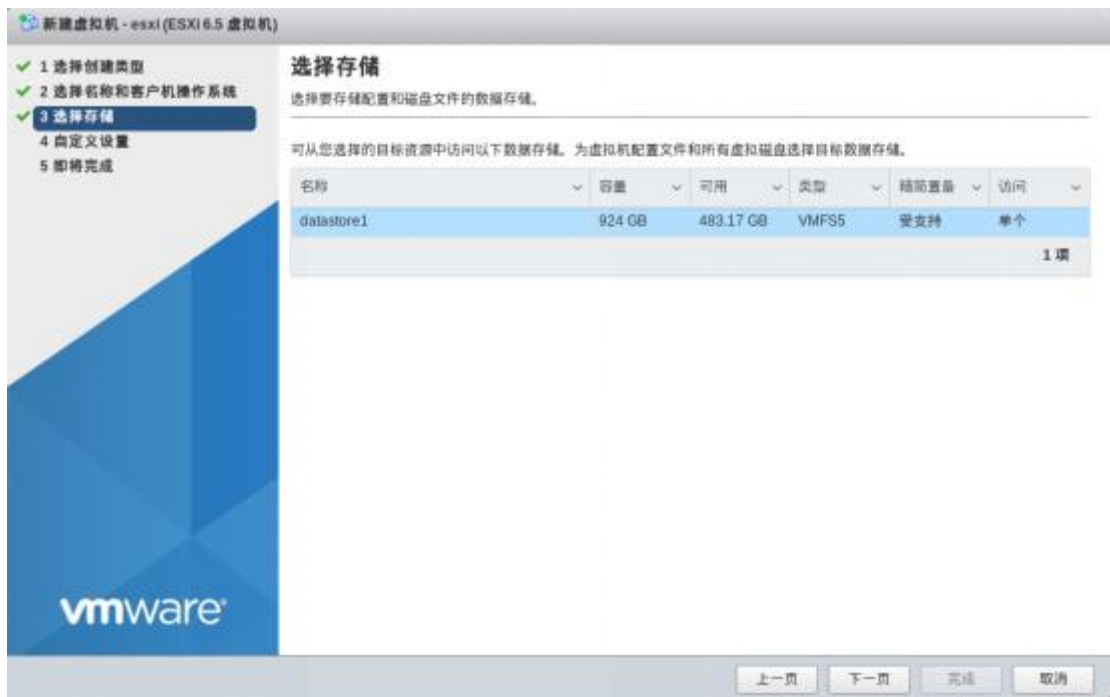 新建虚拟机 - esxi (ESXi 6.5 虚拟机)
1 选择创建类型
2 选择名称和客户机操作系统
3 选择存储
4 自定义设置
5 即将完成
选择存储
选择要存储配置和磁盘文件的数据存储。
可从您选择的目标资源中访问以下数据存储。为虚拟机配置文件和所有虚拟磁盘选择目标数据存储。
名称 容量 可用 类型 精简置备 访问
datastore1 924 GB 483.17 GB VMFS5 受支持 单个
1 项
vmware
上一页 下一页 完成 取消